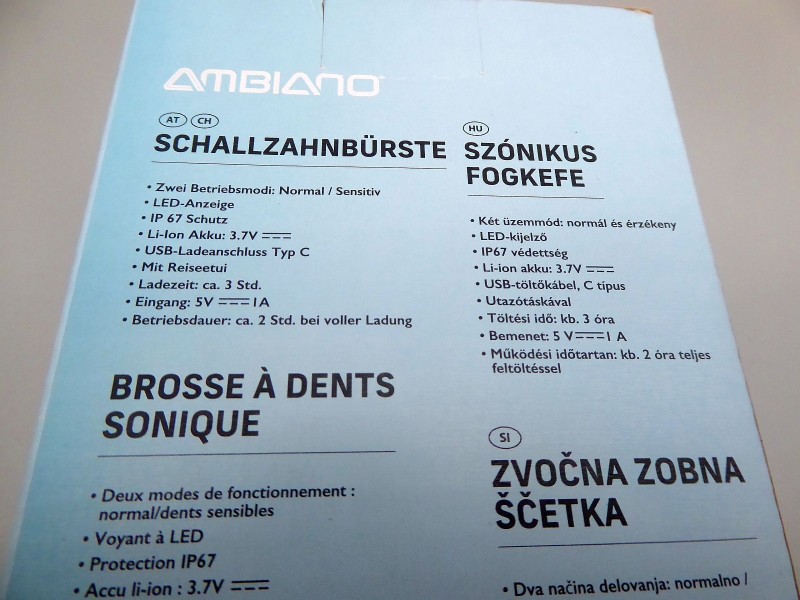 AMBIANO
AT CH
SCHALLZAHNBÜRSTE
• Zwei Betriebsmodi: Normal / Sensitiv
• LED-Anzeige
• IP 67 Schutz
• Li-Ion Akku: 3.7V ⎓
• USB-Ladeanschluss Typ C
• Mit Reiseetui
• Ladezeit: ca. 3 Std.
• Eingang: 5V ⎓ 1A
• Betriebsdauer: ca. 2 Std. bei voller Ladung
BROSSE À DENTS
SONIQUE
• Deux modes de fonctionnement :
normal/dents sensibles
• Voyant à LED
• Protection IP67
• Accu li-ion : 3.7V ⎓
HU
SZÓNIKUS
FOGKEFE
• Két üzemmód: normál és érzékeny
• LED-kijelző
• IP67 védettség
• Li-ion akku: 3.7V ⎓
• USB-töltőkábel, C típus
• Utazótáskával
• Töltési idő: kb. 3 óra
• Bemenet: 5 V ⎓ 1 A
• Működési időtartan: kb. 2 óra teljes
feltöltéssel
SI
ZVOČNA ZOBNA
ŠČETKA
• Dva načina delovanja: normalno /